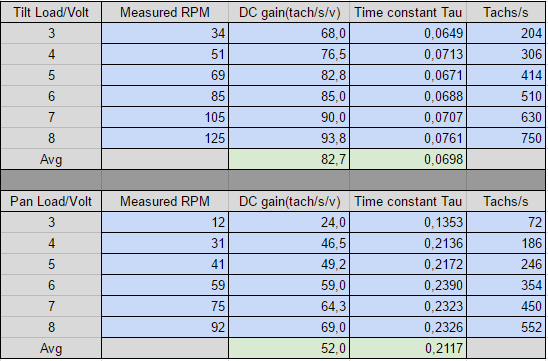 Tilt Load/Volt Measured RPM DC gain(tach/s/v) Time constant Tau Tachs/s
3 34 68,0 0,0649 204
4 51 76,5 0,0713 306
5 69 82,8 0,0671 414
6 85 85,0 0,0688 510
7 105 90,0 0,0707 630
8 125 93,8 0,0761 750
Avg 82,7 0,0698
Pan Load/Volt Measured RPM DC gain(tach/s/v) Time constant Tau Tachs/s
3 12 24,0 0,1353 72
4 31 46,5 0,2136 186
5 41 49,2 0,2172 246
6 59 59,0 0,2390 354
7 75 64,3 0,2323 450
8 92 69,0 0,2326 552
Avg 52,0 0,2117